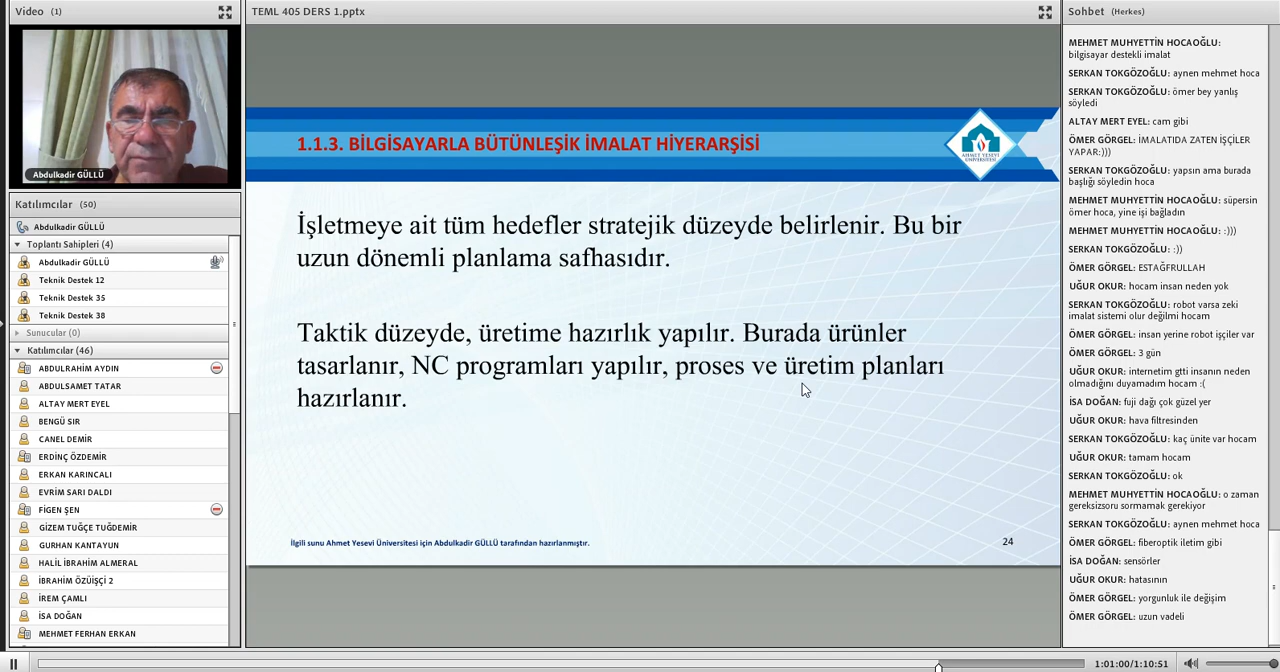 Video (1)
Abdulkadir GÜLLÜ
Katılımcılar (50)
Abdulkadir GÜLLÜ
Toplantı Sahipleri (4)
Abdulkadir GÜLLÜ
Teknik Destek 12
Teknik Destek 35
Teknik Destek 38
Sunucular (0)
Katılımcılar (46)
ABDULRAHİM AYDIN
ABDULSAMET TATAR
ALTAY MERT EYEL
BENGÜ SIR
CANEL DEMİR
ERDİNÇ ÖZDEMİR
ERKAN KARINCALI
EVRİM SARI DALDI
FİGEN ŞEN
GİZEM TUĞÇE TUĞDEMİR
GURHAN KANTAYUN
HALİL İBRAHİM ALMERAL
İBRAHİM ÖZÜİŞÇİ 2
İREM ÇAMLI
İSA DOĞAN
MEHMET FERHAN ERKAN
TEML 405 DERS 1.pptx
1.1.3. BİLGİSAYARLA BÜTÜNLEŞİK İMALAT HİYERARŞİSİ
AHMET YESEVİ
ÜNİVERSİTESİ
İşletmeye ait tüm hedefler stratejik düzeyde belirlenir. Bu bir
uzun dönemli planlama safhasıdır.
Taktik düzeyde, üretime hazırlık yapılır. Burada ürünler
tasarlanır, NC programları yapılır, proses ve üretim planları
hazırlanır.
İlgili sunu Ahmet Yesevi Üniversitesi için Abdulkadir GÜLLÜ tarafından hazırlanmıştır.
24
Sohbet (Herkes)
MEHMET MUHYETTİN HOCAOĞLU:
bilgisayar destekli imalat
SERKAN TOKGÖZOĞLU: aynen mehmet hoca
SERKAN TOKGÖZOĞLU: ömer bey yanlış
söyledi
ALTAY MERT EYEL: cam gibi
ÖMER GÖRGEL: İMALATIDA ZATEN İŞÇİLER
YAPAR:)))
SERKAN TOKGÖZOĞLU: yapsın ama burada
başlığı söyledin hoca
MEHMET MUHYETTİN HOCAOĞLU: süpersin
ömer hoca, yine işi bağladın
MEHMET MUHYETTİN HOCAOĞLU: :)))
SERKAN TOKGÖZOĞLU: :))
ÖMER GÖRGEL: ESTAĞFRULLAH
UĞUR OKUR: hocam insan neden yok
SERKAN TOKGÖZOĞLU: robot varsa zeki
imalat sistemi olur değilmi hocam
ÖMER GÖRGEL: insan yerine robot işçiler var
ÖMER GÖRGEL: 3 gün
UĞUR OKUR: internetim gtti insanın neden
olmadığını duyamadım hocam :(
İSA DOĞAN: fuji dağı çok güzel yer
UĞUR OKUR: hava filtresinden
SERKAN TOKGÖZOĞLU: kaç ünite var hocam
UĞUR OKUR: tamam hocam
SERKAN TOKGÖZOĞLU: ok
MEHMET MUHYETTİN HOCAOĞLU: o zaman
gereksizsoru sormamak gerekiyor
SERKAN TOKGÖZOĞLU: aynen mehmet hoca
ÖMER GÖRGEL: fiberoptik iletim gibi
İSA DOĞAN: sensörler
UĞUR OKUR: hatasının
ÖMER GÖRGEL: yorgunluk ile değişim
ÖMER GÖRGEL: uzun vadeli
1:01:00/1:10:51